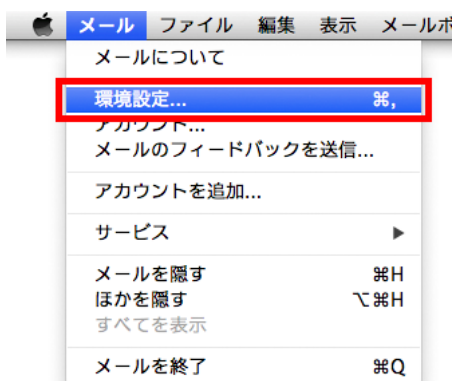 メール ファイル 編集 表示 メールボ
メールについて
環境設定... ⌘,
アカウント...
メールのフィードバックを送信...
アカウントを追加...
サービス ▶
メールを隠す ⌘H
ほかを隠す ⌥⌘H
すべてを表示
メールを終了 ⌘Q